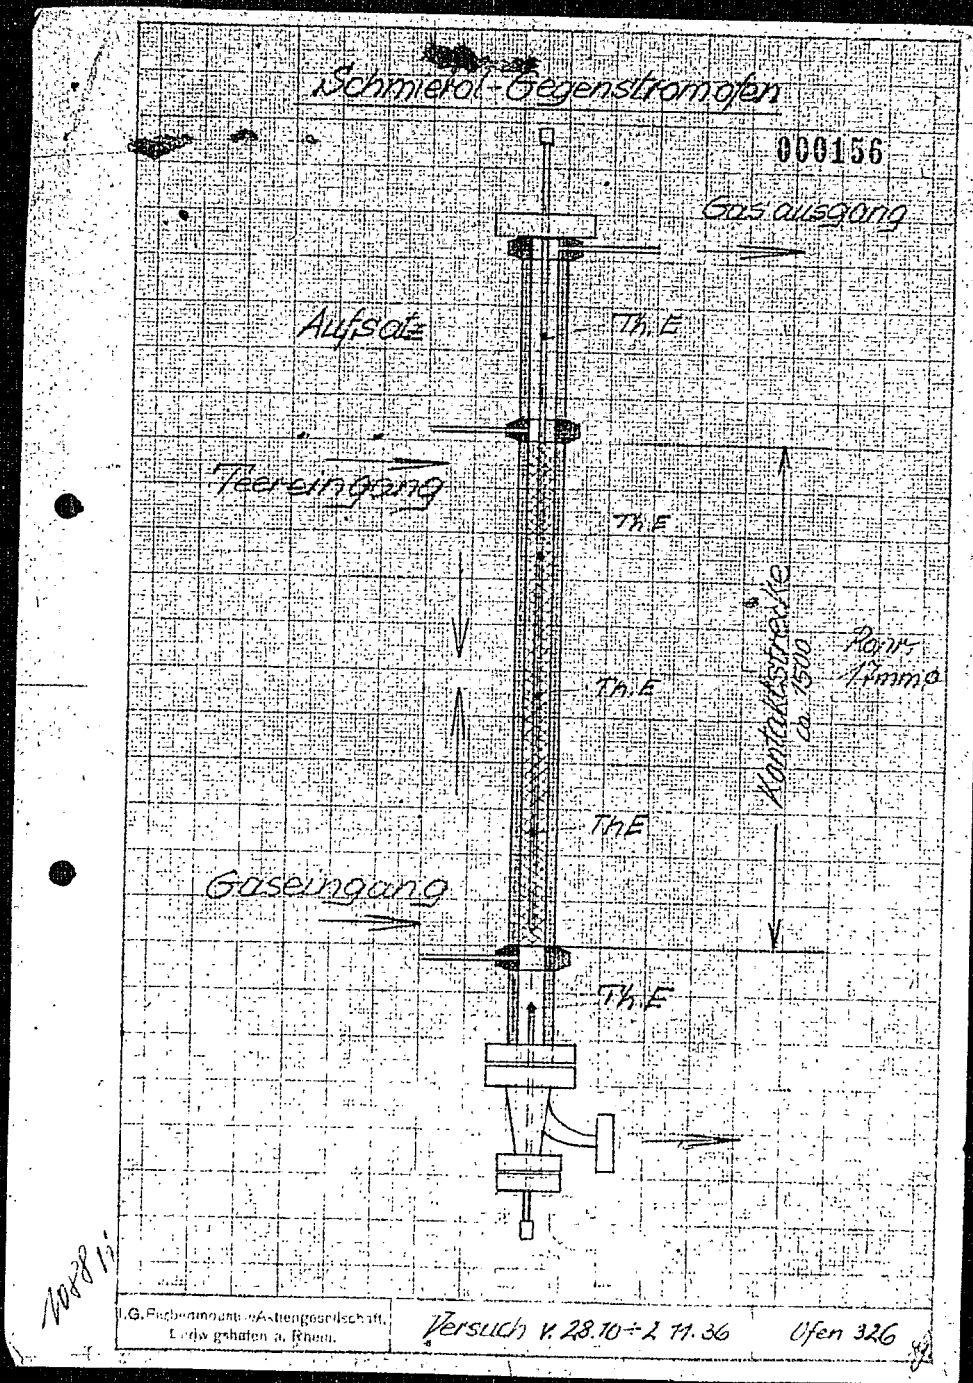 Schmieröl-Gegenstromofen
000156
Gasausgang
Aufsatz
Th.E
Teereingang
Th.E
Kontaktstrecke
ca. 1500
Rohr
17mmø
Th.E
Th.E
Gaseingang
Th.E
I.G. Farbenindustrie Aktiengesellschaft
Ludwigshafen a. Rhein.
Versuch v. 28.10 ÷ 2 11.36
Ofen 326